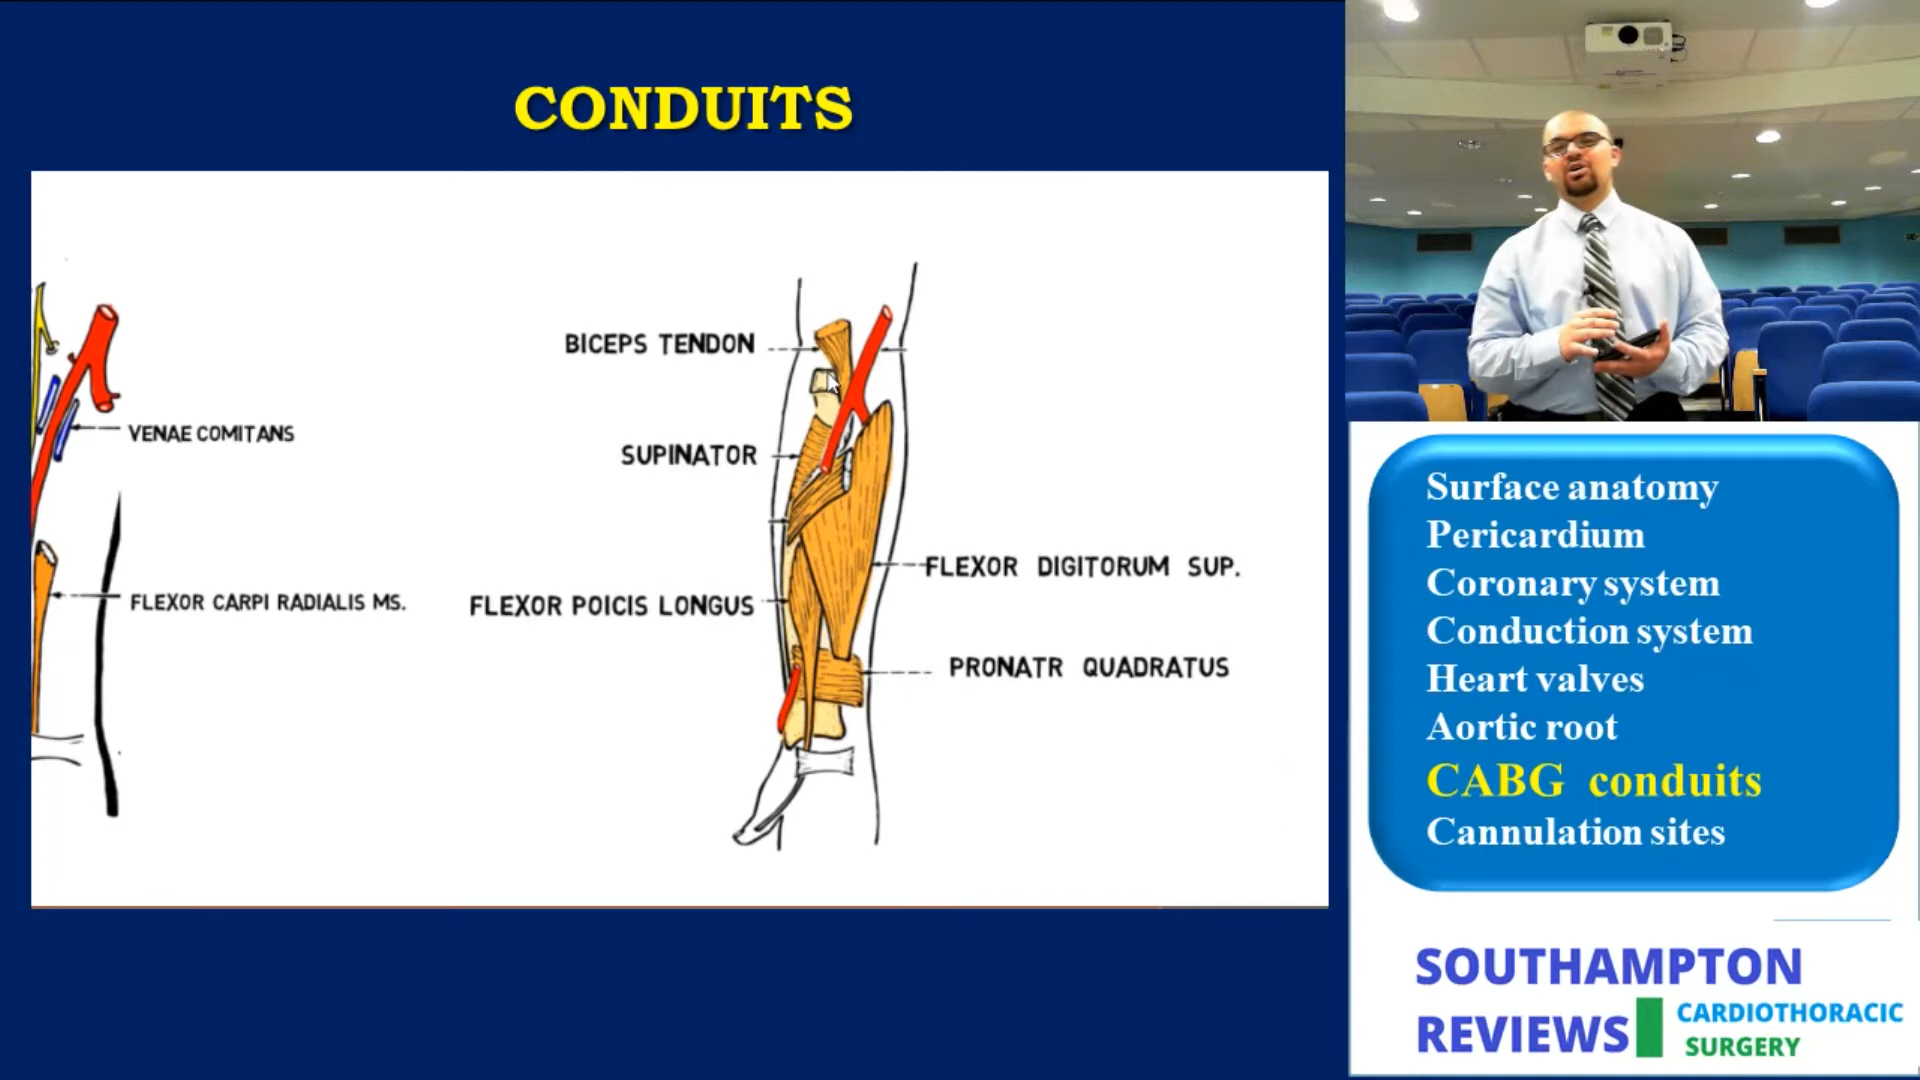 CONDUITS
BICEPS TENDON
VENAE COMITANS
SUPINATOR
FLEXOR DIGITORUM SUP.
FLEXOR CARPI RADIALIS MS.
FLEXOR POICIS LONGUS
PRONATR QUADRATUS
Surface anatomy
Pericardium
Coronary system
Conduction system
Heart valves
Aortic root
CABG conduits
Cannulation sites
SOUTHAMPTON
REVIEWS
CARDIOTHORACIC
SURGERY